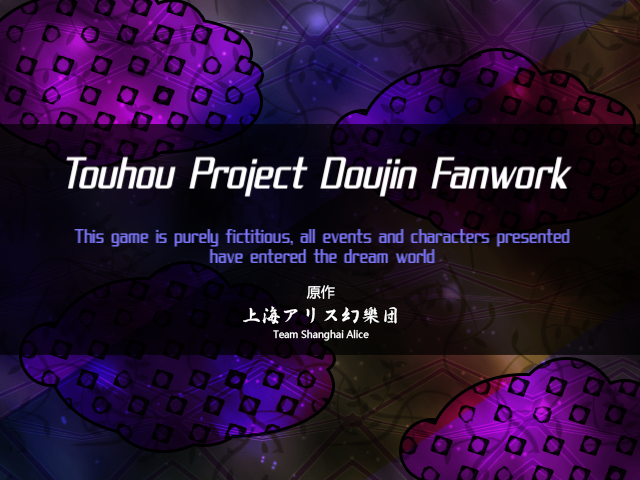 Touhou Project Doujin Fanwork
This game is purely fictitious, all events and characters presented
have entered the dream world
原作
上海アリス幻樂団
Team Shanghai Alice